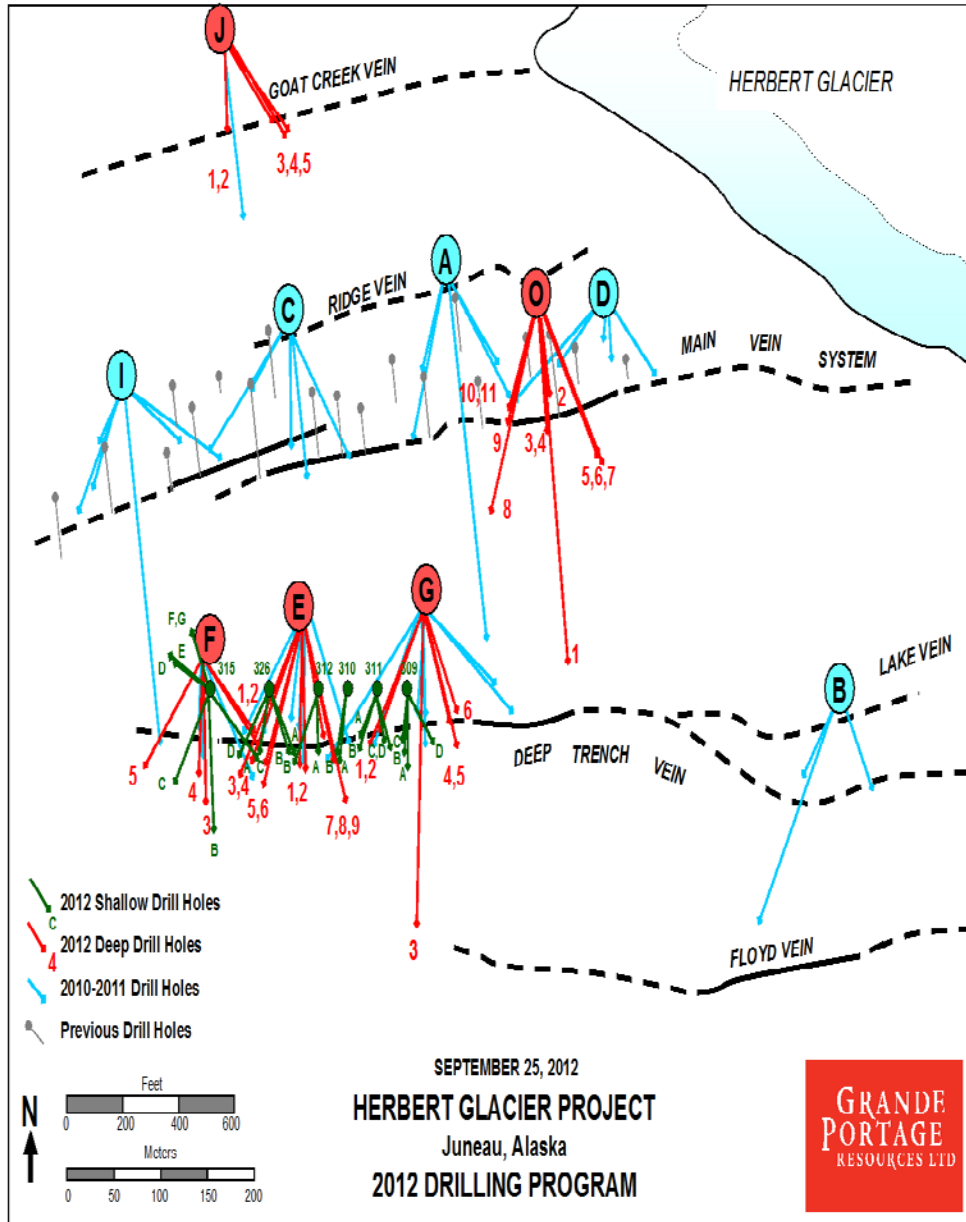 J
GOAT CREEK VEIN
HERBERT GLACIER
1,2
3,4,5
A
C
RIDGE VEIN
O
D
I
MAIN VEIN SYSTEM
10,11
2
9
3,4
5,6,7
8
1
F,G
E
D
F
E
G
315
326
312
310
311
309
1,2
6
B
LAKE VEIN
DEEP TRENCH VEIN
A
A
B
C
C,D
D
D
A
C
B
B
A
B
A
B
A
D
5
C
4
3,4
5,6
1,2
1,2
4,5
3
B
7,8,9
3
FLOYD VEIN
2012 Shallow Drill Holes
C
2012 Deep Drill Holes
4
2010-2011 Drill Holes
Previous Drill Holes
SEPTEMBER 25, 2012
HERBERT GLACIER PROJECT
Juneau, Alaska
2012 DRILLING PROGRAM
N
Feet
0 200 400 600
Meters
0 50 100 150 200
GRANDE
PORTAGE
RESOURCES LTD